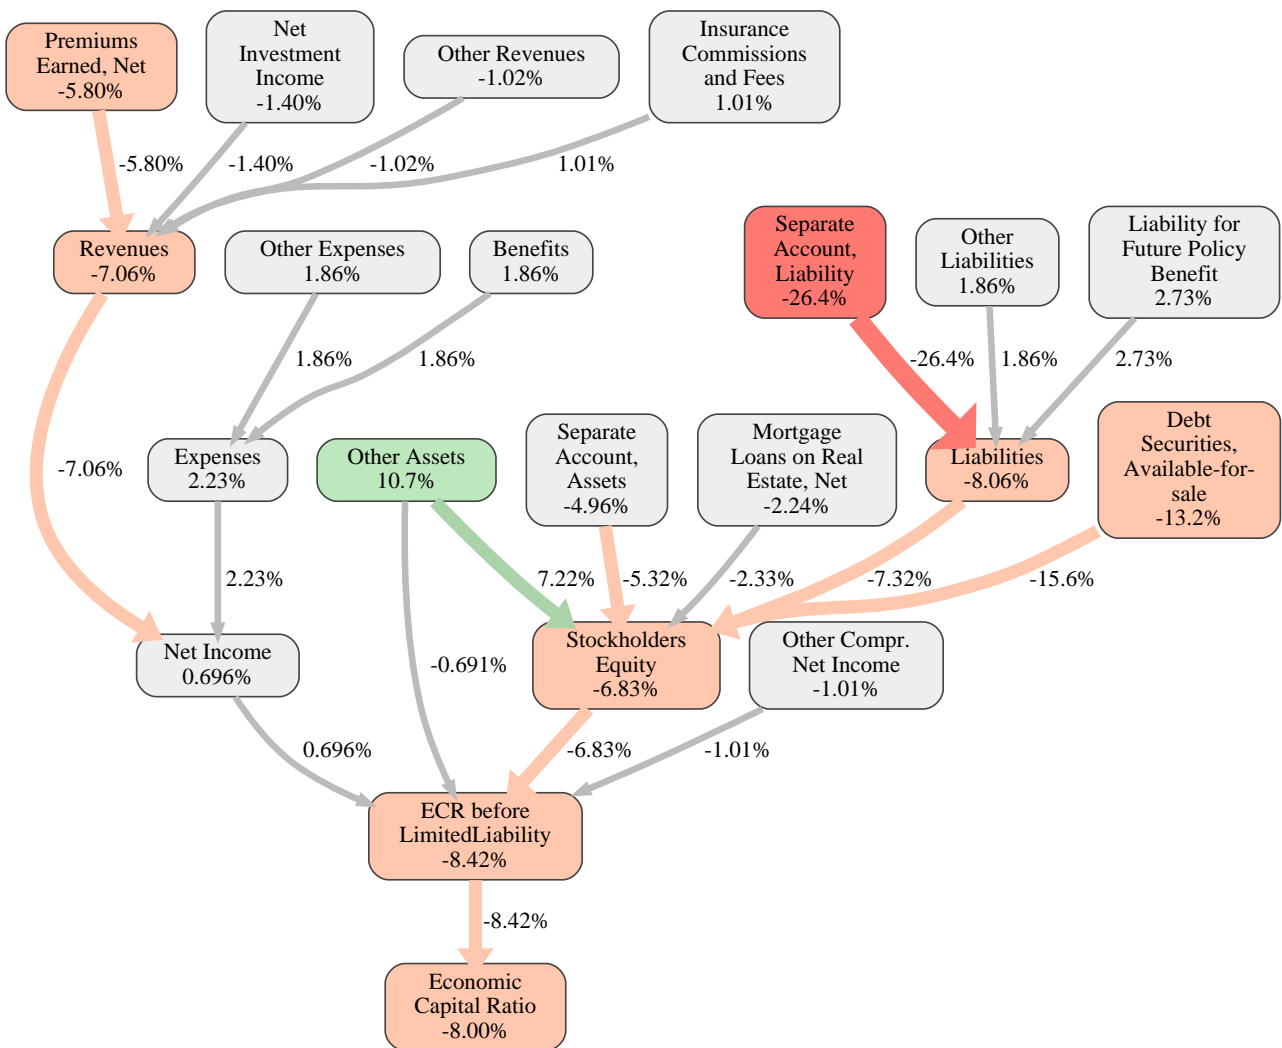 Premiums
Earned, Net
-5.80%
Net
Investment
Income
-1.40%
Other Revenues
-1.02%
Insurance
Commissions
and Fees
1.01%
-5.80%
-1.40%
-1.02%
1.01%
Revenues
-7.06%
Other Expenses
1.86%
Benefits
1.86%
Separate
Account,
Liability
-26.4%
Other
Liabilities
1.86%
Liability for
Future Policy
Benefit
2.73%
1.86%
1.86%
-26.4%
1.86%
2.73%
-7.06%
Expenses
2.23%
Other Assets
10.7%
Separate
Account,
Assets
-4.96%
Mortgage
Loans on Real
Estate, Net
-2.24%
Liabilities
-8.06%
Debt
Securities,
Available-for-
sale
-13.2%
2.23%
7.22%
-5.32%
-2.33%
-7.32%
-15.6%
Net Income
0.696%
-0.691%
Stockholders
Equity
-6.83%
Other Compr.
Net Income
-1.01%
0.696%
-6.83%
-1.01%
ECR before
LimitedLiability
-8.42%
-8.42%
Economic
Capital Ratio
-8.00%